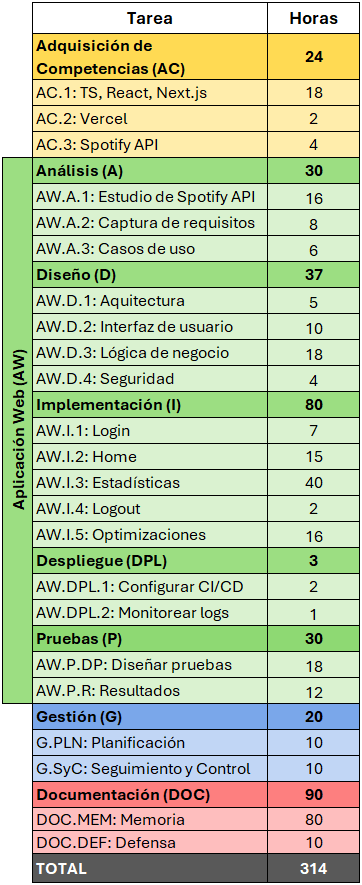 Tarea Horas
Adquisición de
Competencias (AC) 24
AC.1: TS, React, Next.js 18
AC.2: Vercel 2
AC.3: Spotify API 4
Aplicación Web (AW)
Análisis (A) 30
AW.A.1: Estudio de Spotify API 16
AW.A.2: Captura de requisitos 8
AW.A.3: Casos de uso 6
Diseño (D) 37
AW.D.1: Aquitectura 5
AW.D.2: Interfaz de usuario 10
AW.D.3: Lógica de negocio 18
AW.D.4: Seguridad 4
Implementación (I) 80
AW.I.1: Login 7
AW.I.2: Home 15
AW.I.3: Estadísticas 40
AW.I.4: Logout 2
AW.I.5: Optimizaciones 16
Despliegue (DPL) 3
AW.DPL.1: Configurar CI/CD 2
AW.DPL.2: Monitorear logs 1
Pruebas (P) 30
AW.P.DP: Diseñar pruebas 18
AW.P.R: Resultados 12
Gestión (G) 20
G.PLN: Planificación 10
G.SyC: Seguimiento y Control 10
Documentación (DOC) 90
DOC.MEM: Memoria 80
DOC.DEF: Defensa 10
TOTAL 314